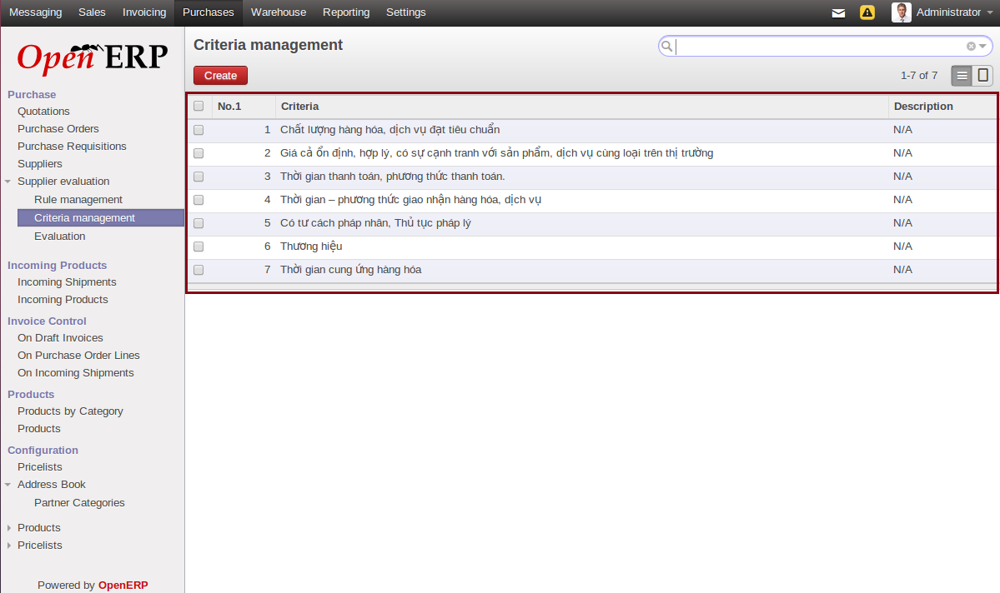 Messaging Sales Invoicing Purchases Warehouse Reporting Settings Administrator
Open ERP
Purchase
Quotations
Purchase Orders
Purchase Requisitions
Suppliers
Supplier evaluation
Rule management
Criteria management
Evaluation
Incoming Products
Incoming Shipments
Incoming Products
Invoice Control
On Draft Invoices
On Purchase Order Lines
On Incoming Shipments
Products
Products by Category
Products
Configuration
Pricelists
Address Book
Partner Categories
Products
Pricelists
Powered by OpenERP
Criteria management
Create 1-7 of 7
No.1 Criteria Description
1 Chất lượng hàng hóa, dịch vụ đạt tiêu chuẩn N/A
2 Giá cả ổn định, hợp lý, có sự cạnh tranh với sản phẩm, dịch vụ cùng loại trên thị trường N/A
3 Thời gian thanh toán, phương thức thanh toán. N/A
4 Thời gian – phương thức giao nhận hàng hóa, dịch vụ N/A
5 Có tư cách pháp nhân, Thủ tục pháp lý N/A
6 Thương hiệu N/A
7 Thời gian cung ứng hàng hóa N/A